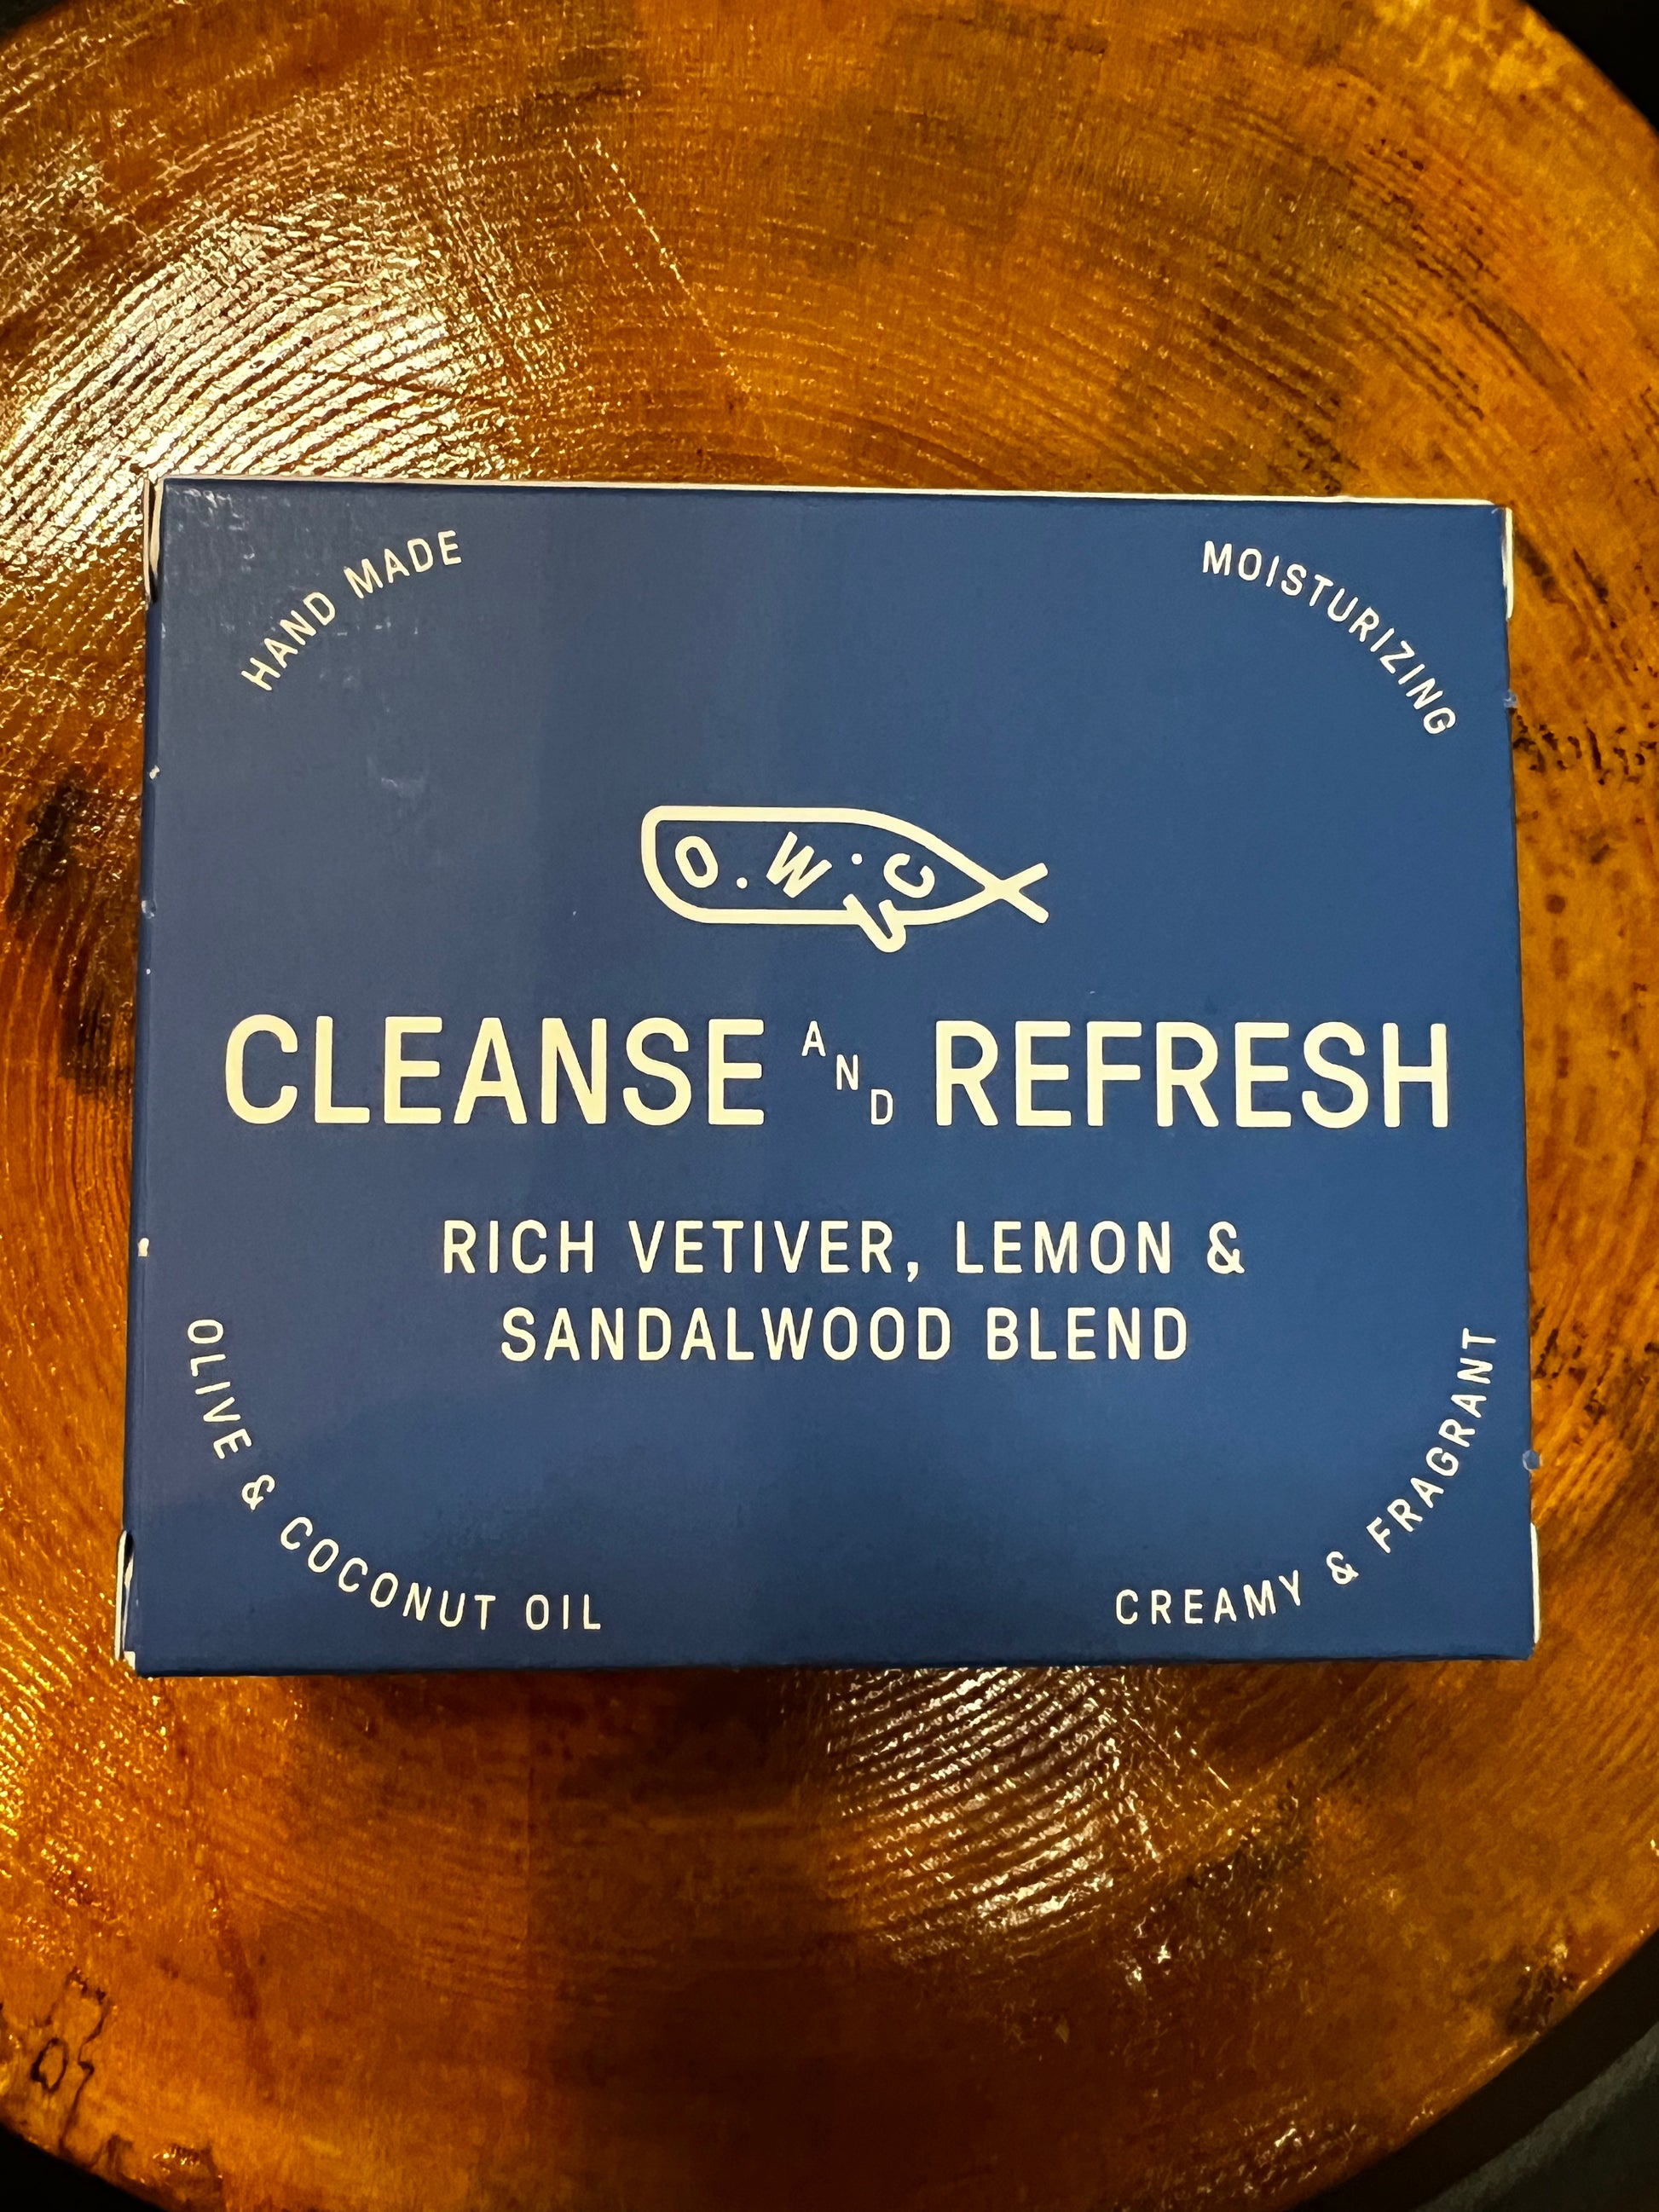 HAND MADE
MOISTURIZING
O.W.C
CLEANSE AND REFRESH
RICH VETIVER, LEMON &
SANDALWOOD BLEND
OLIVE & COCONUT OIL
CREAMY & FRAGRANT